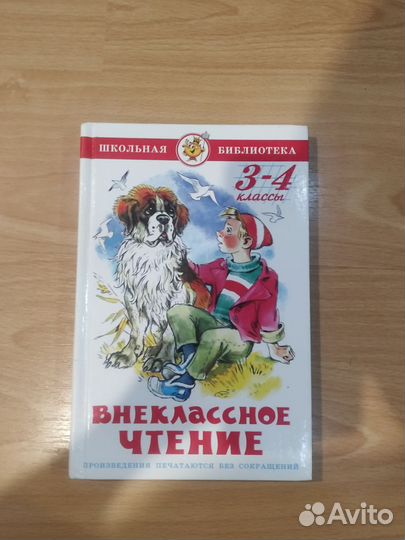 ШКОЛЬНАЯ БИБЛИОТЕКА
3-4
классы
ВНЕКЛАССНОЕ
ЧТЕНИЕ
ПРОИЗВЕДЕНИЯ ПЕЧАТАЮТСЯ БЕЗ СОКРАЩЕНИЙ
Avito